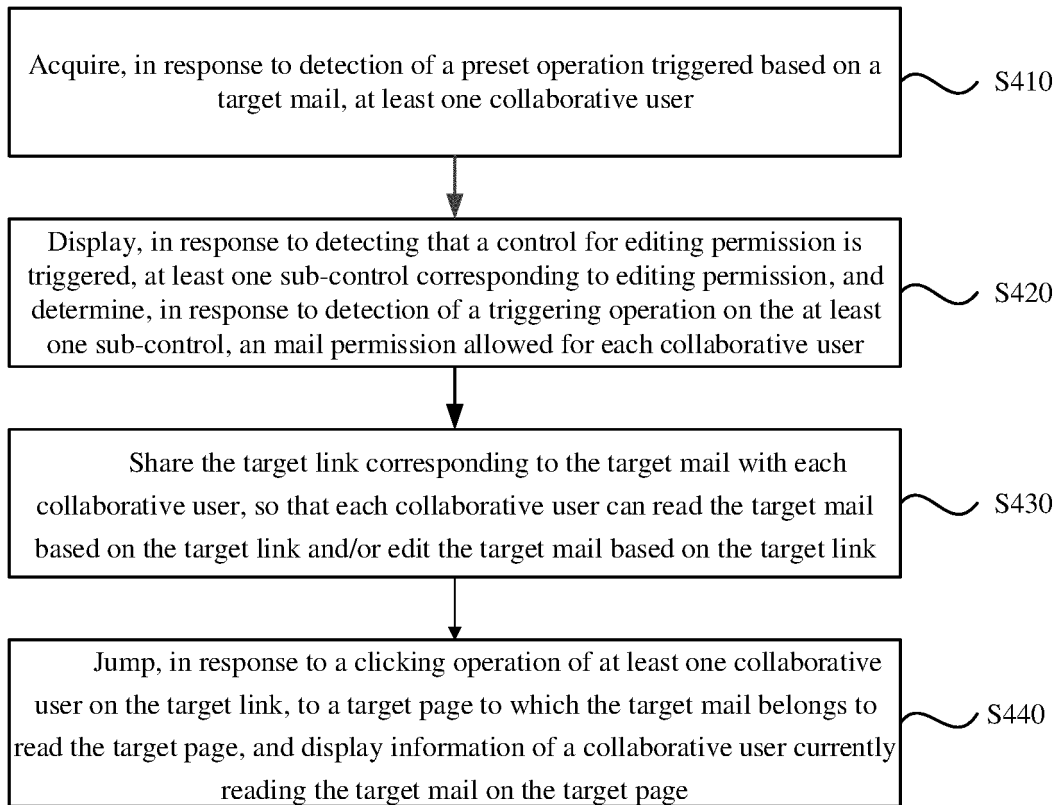 Acquire, in response to detection of a preset operation triggered based on a
target mail, at least one collaborative user
S410
Display, in response to detecting that a control for editing permission is
triggered, at least one sub-control corresponding to editing permission, and
determine, in response to detection of a triggering operation on the at least
one sub-control, an mail permission allowed for each collaborative user
S420
Share the target link corresponding to the target mail with each
collaborative user, so that each collaborative user can read the target mail
based on the target link and/or edit the target mail based on the target link
S430
Jump, in response to a clicking operation of at least one collaborative
user on the target link, to a target page to which the target mail belongs to
read the target page, and display information of a collaborative user currently
reading the target mail on the target page
S440